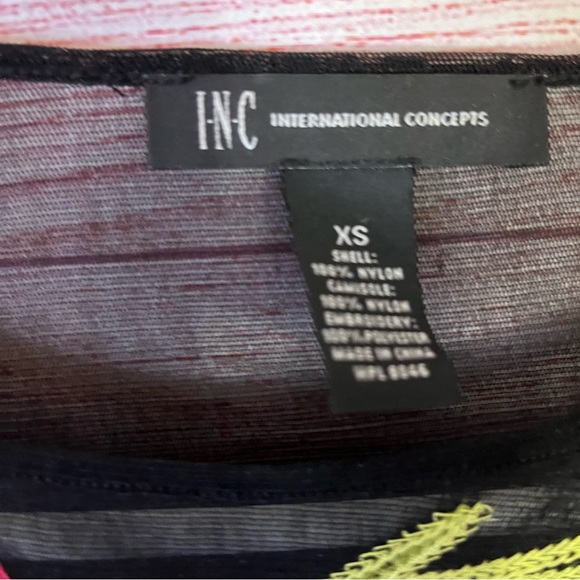 I·N·C INTERNATIONAL CONCEPTS
XS
SHELL:
100% NYLON
CAMISOLE:
100% NYLON
EMBROIDERY:
100% POLYESTER
MADE IN CHINA